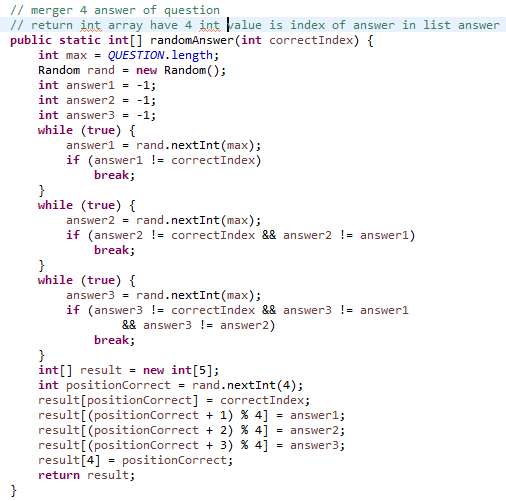 // merger 4 answer of question
// return int array have 4 int value is index of answer in list answer
public static int[] randomAnswer(int correctIndex) {
    int max = QUESTION.length;
    Random rand = new Random();
    int answer1 = -1;
    int answer2 = -1;
    int answer3 = -1;
    while (true) {
        answer1 = rand.nextInt(max);
        if (answer1 != correctIndex)
            break;
    }
    while (true) {
        answer2 = rand.nextInt(max);
        if (answer2 != correctIndex && answer2 != answer1)
            break;
    }
    while (true) {
        answer3 = rand.nextInt(max);
        if (answer3 != correctIndex && answer3 != answer1
                && answer3 != answer2)
            break;
    }
    int[] result = new int[5];
    int positionCorrect = rand.nextInt(4);
    result[positionCorrect] = correctIndex;
    result[(positionCorrect + 1) % 4] = answer1;
    result[(positionCorrect + 2) % 4] = answer2;
    result[(positionCorrect + 3) % 4] = answer3;
    result[4] = positionCorrect;
    return result;
}